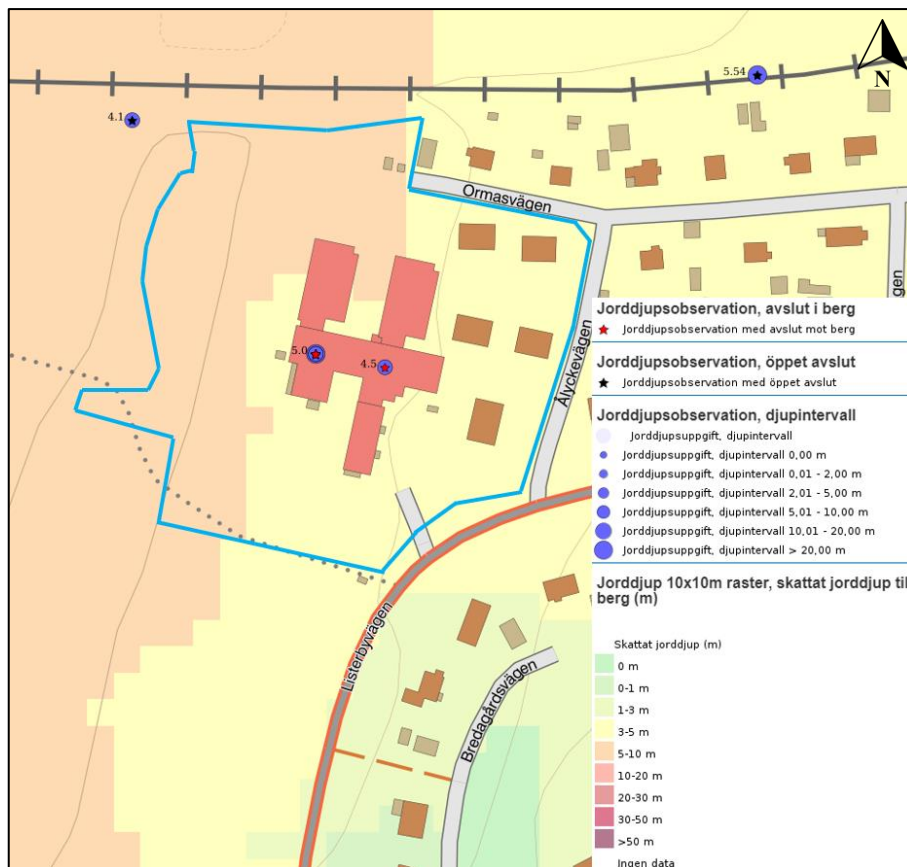 5.54
N
4.1
Ormasvägen
5.0
4.5
Ålyckevägen
gen
Listerbyvägen
Bredagårdsvägen
Jorddjupsobservation, avslut i berg
Jorddjupsobservation med avslut mot berg
Jorddjupsobservation, öppet avslut
Jorddjupsobservation med öppet avslut
Jorddjupsobservation, djupintervall
Jorddjupsuppgift, djupintervall
Jorddjupsuppgift, djupintervall 0,00 m
Jorddjupsuppgift, djupintervall 0,01 - 2,00 m
Jorddjupsuppgift, djupintervall 2,01 - 5,00 m
Jorddjupsuppgift, djupintervall 5,01 - 10,00 m
Jorddjupsuppgift, djupintervall 10,01 - 20,00 m
Jorddjupsuppgift, djupintervall > 20,00 m
Jorddjup 10x10m raster, skattat jorddjup til
berg (m)
Skattat jorddjup (m)
0 m
0-1 m
1-3 m
3-5 m
5-10 m
10-20 m
20-30 m
30-50 m
>50 m
Ingen data